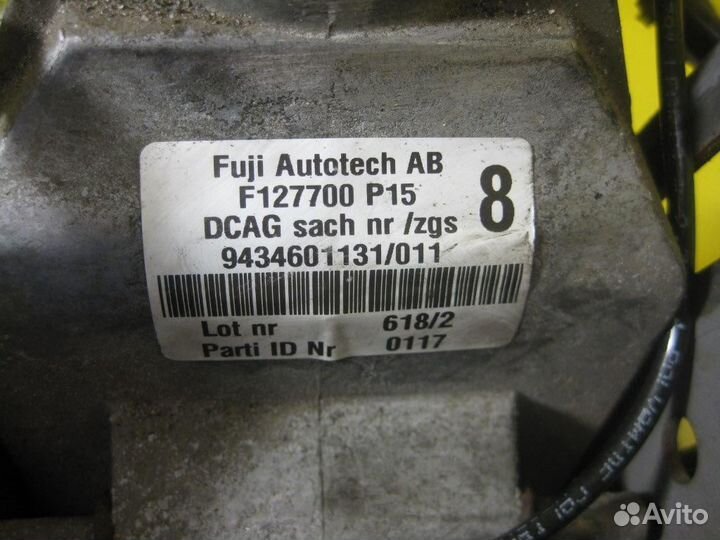 Fuji Autotech AB
F127700 P15
8
DCAG sach nr /zgs
9434601131/011
Lot nr 618/2
Parti ID Nr 0117
Avito